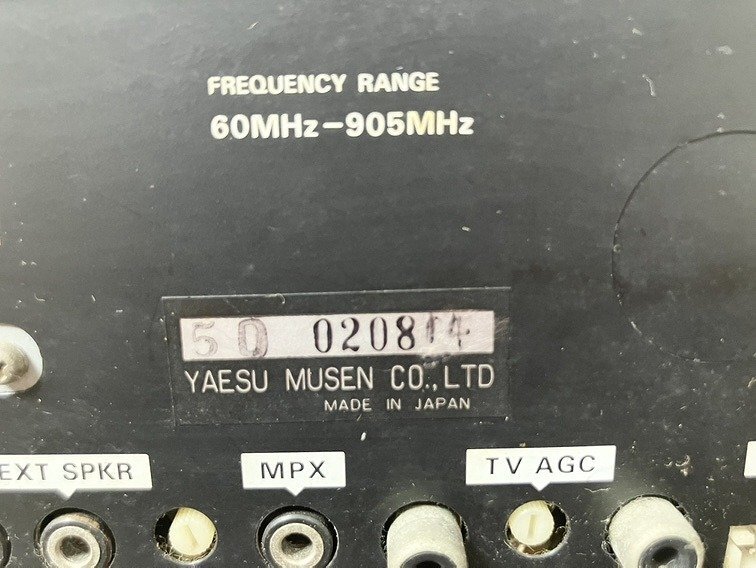 FREQUENCY RANGE
60MHz-905MHz
5D 020814
YAESU MUSEN CO.,LTD
MADE IN JAPAN
EXT SPKR
MPX
TV AGC